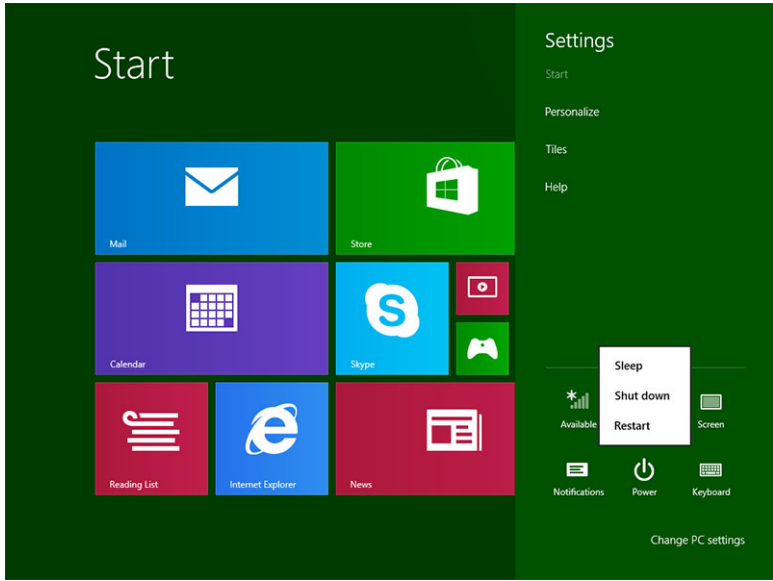 Start
Mail
Store
Calendar
Skype
Reading List
Internet Explorer
News
Settings
Start
Personalize
Tiles
Help
Sleep
Shut down
Restart
Available
Screen
Notifications
Power
Keyboard
Change PC settings